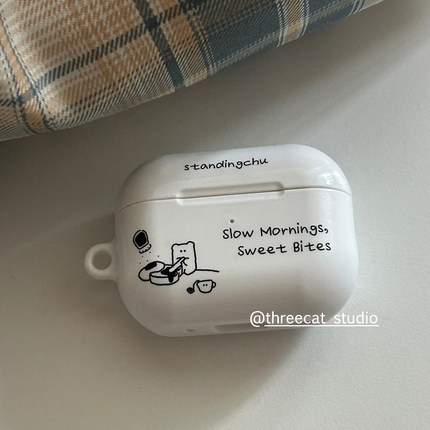 standingchu
Slow Mornings,
Sweet Bites
@threecat_studio